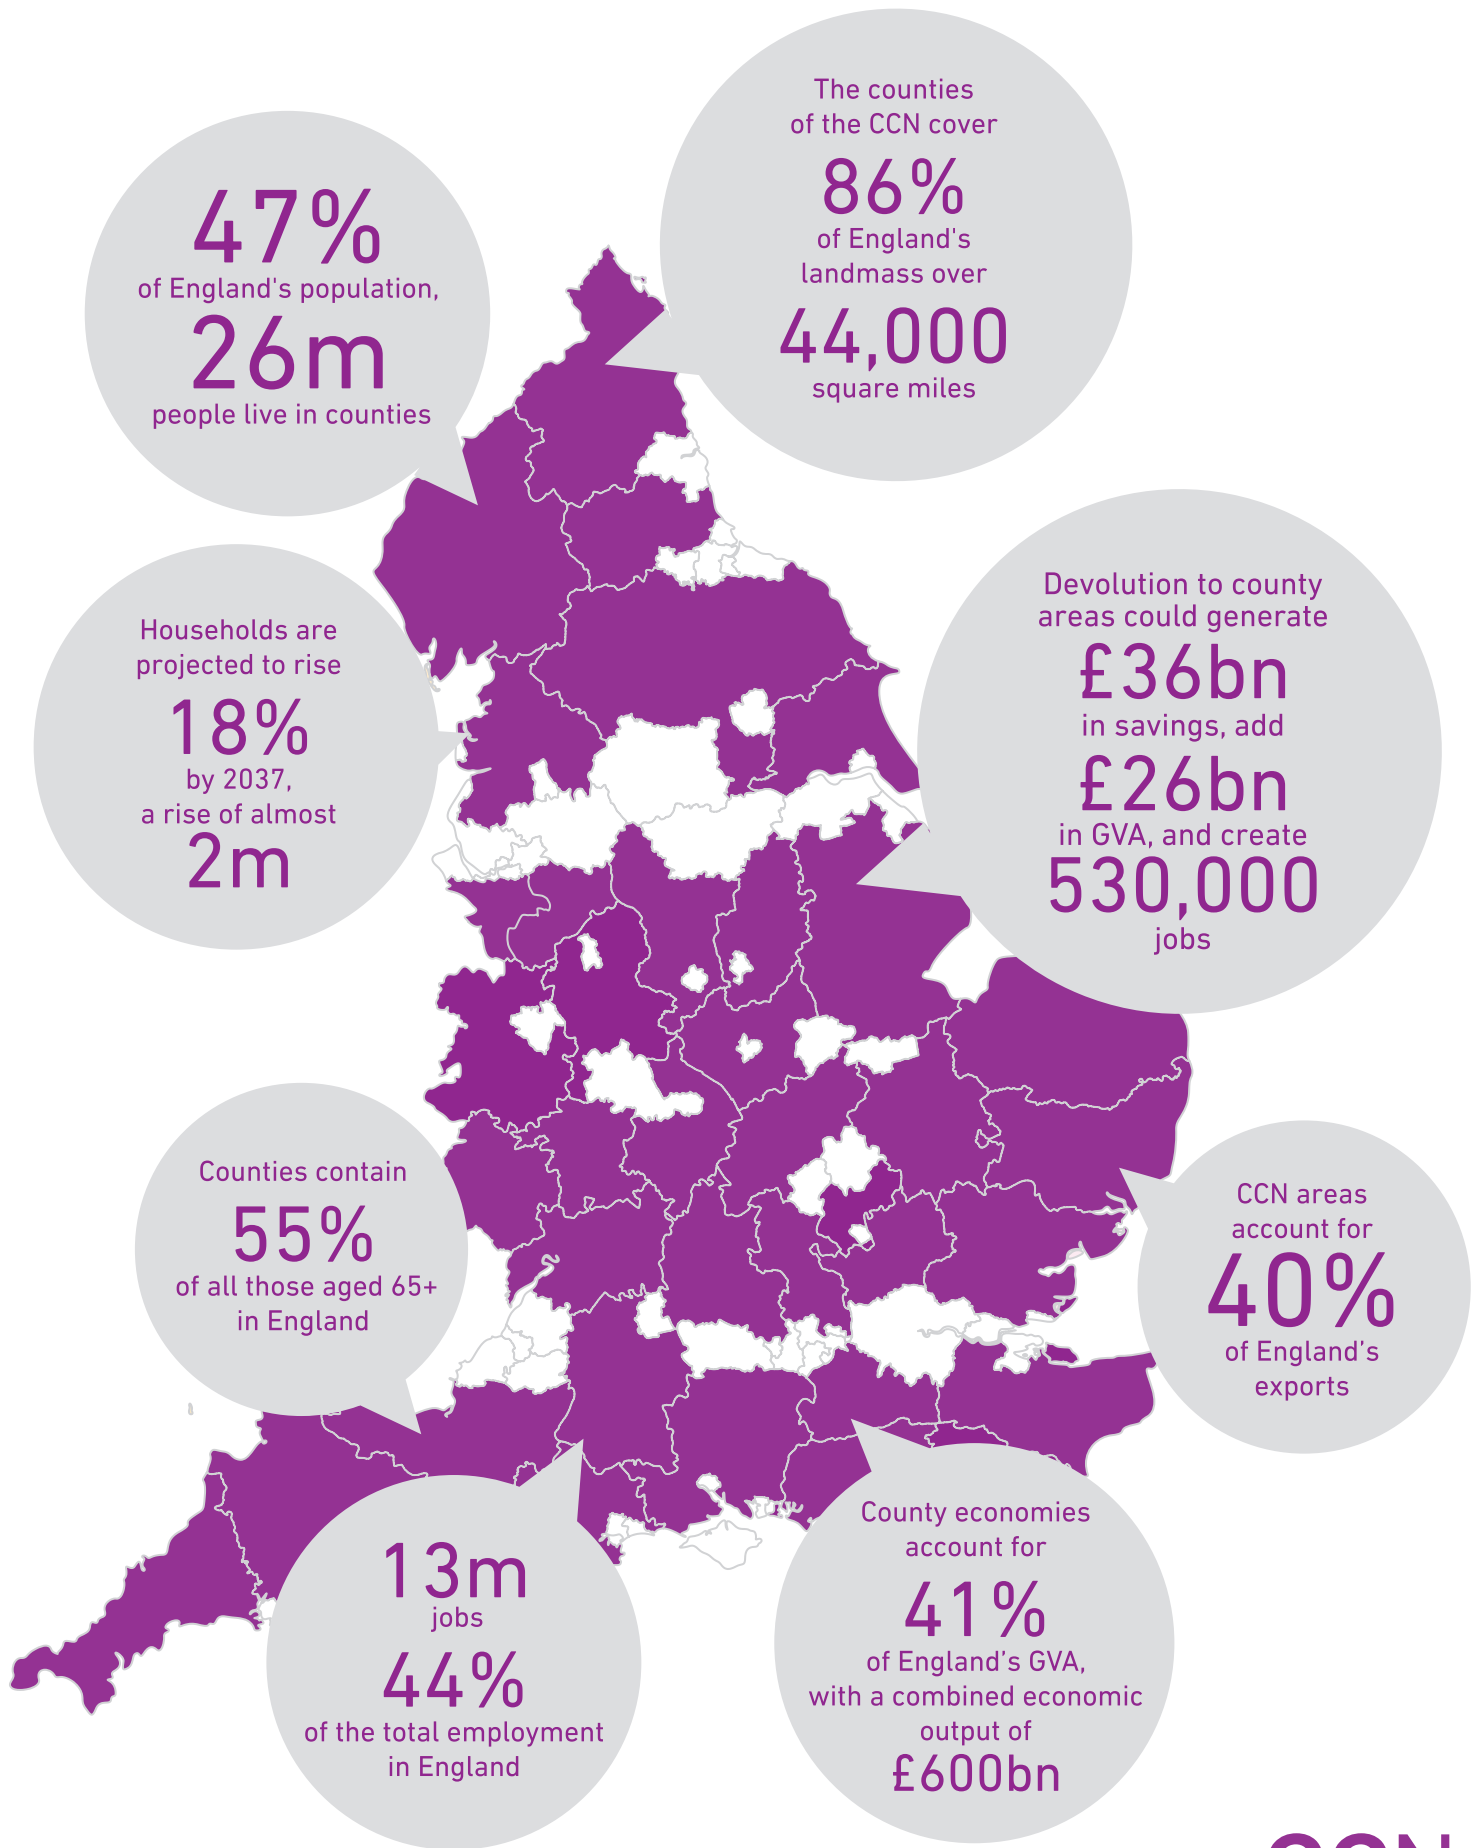 The counties
of the CCN cover
86%
of England's
landmass over
44,000
square miles
47%
of England's population,
26m
people live in counties
Households are
projected to rise
18%
by 2037,
a rise of almost
2m
Devolution to county
areas could generate
£36bn
in savings, add
£26bn
in GVA, and create
530,000
jobs
Counties contain
55%
of all those aged 65+
in England
CCN areas
account for
40%
of England’s
exports
13m
jobs
44%
of the total employment
in England
County economies
account for
41%
of England’s GVA,
with a combined economic
output of
£600bn
CCN